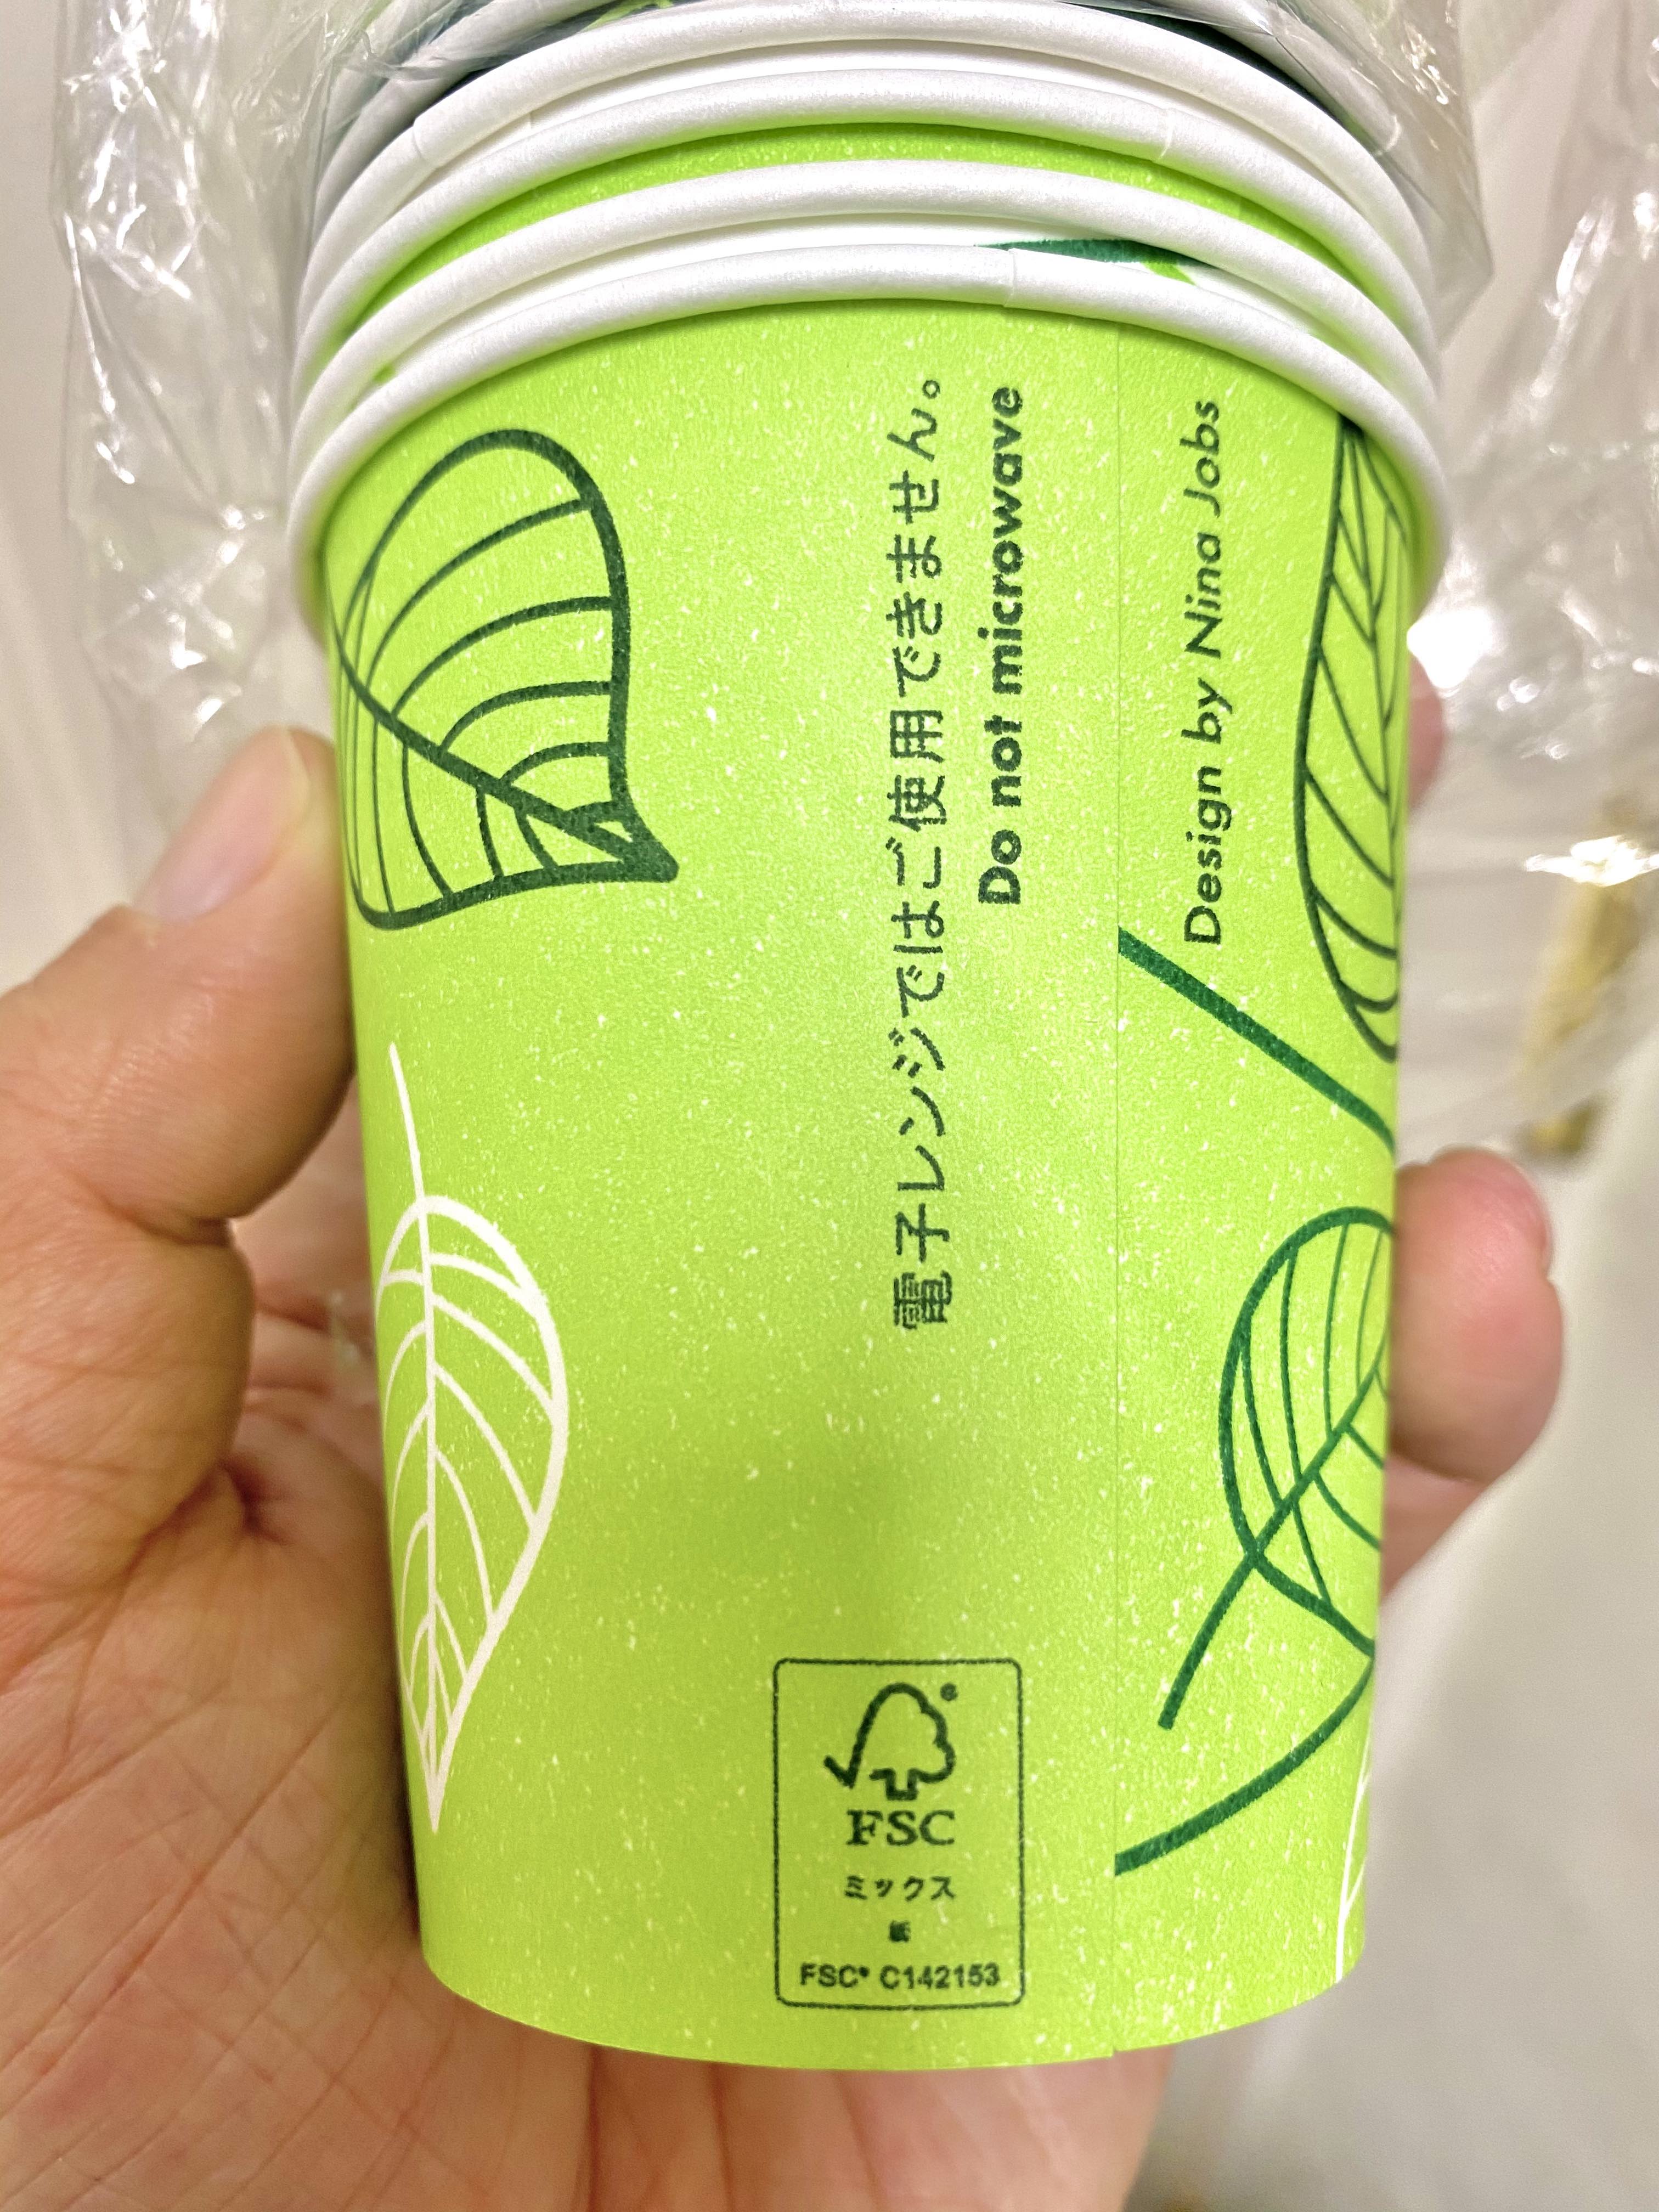 電子レンジではご使用できません。
Do not microwave
Design by Nina Jobs
FSC
ミックス
紙
FSC® C142153